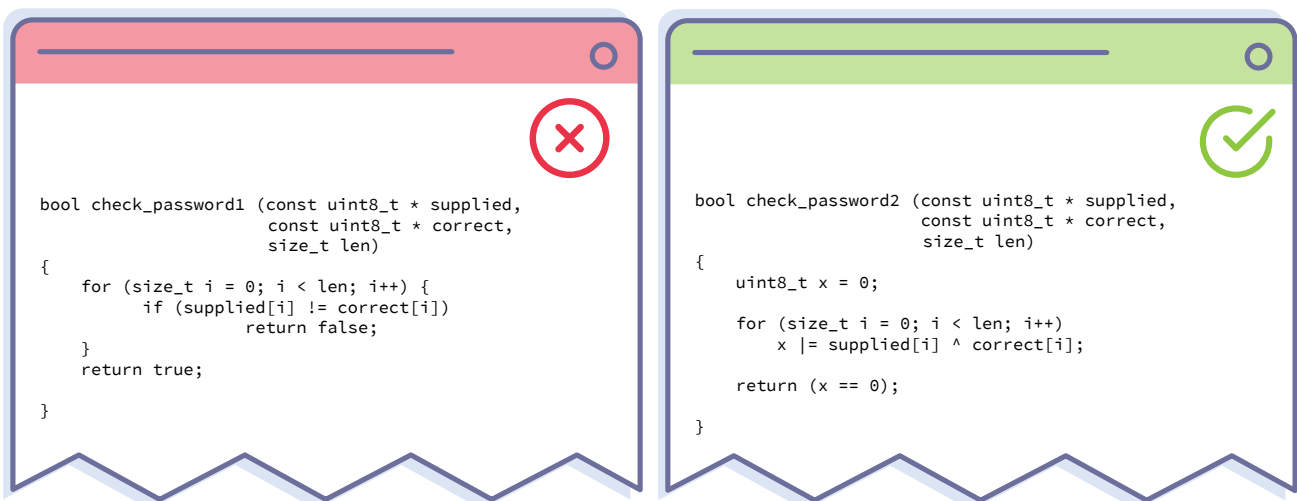 bool check_password1 (const uint8_t * supplied,
                      const uint8_t * correct,
                      size_t len)
{
    for (size_t i = 0; i < len; i++) {
          if (supplied[i] != correct[i])
                    return false;
    }
    return true;
}
bool check_password2 (const uint8_t * supplied,
                      const uint8_t * correct,
                      size_t len)
{
    uint8_t x = 0;
    for (size_t i = 0; i < len; i++)
        x |= supplied[i] ^ correct[i];
    return (x == 0);
}